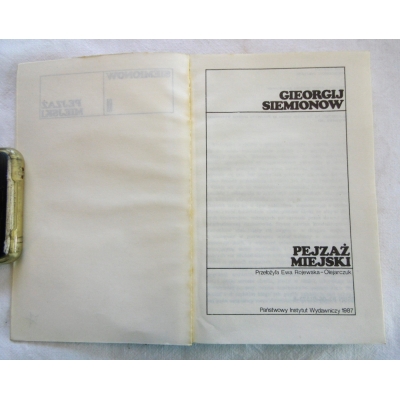 GIEORGIJ
SIEMIONOW
PEJZAŻ
MIEJSKI
Przełożyła Ewa Rojewska-Olejarczuk
Państwowy Instytut Wydawniczy 1987